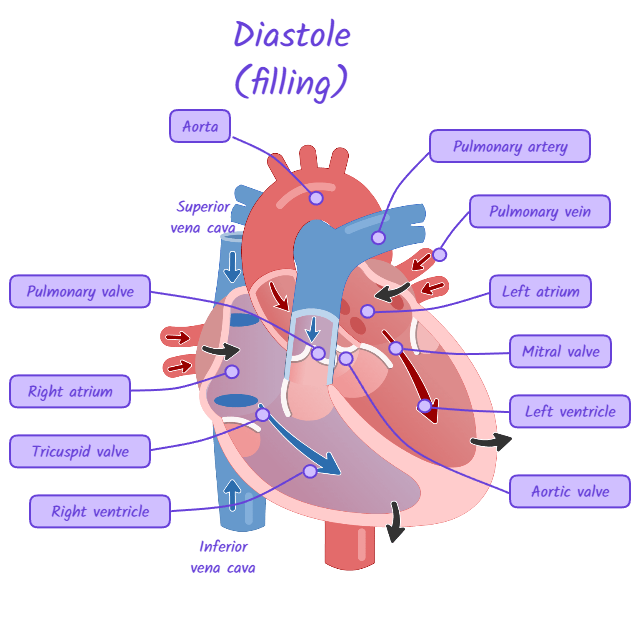 Diastole
(filling)
Aorta
Pulmonary artery
Superior
vena cava
Pulmonary vein
Pulmonary valve
Left atrium
Mitral valve
Right atrium
Left ventricle
Tricuspid valve
Aortic valve
Right ventricle
Inferior
vena cava